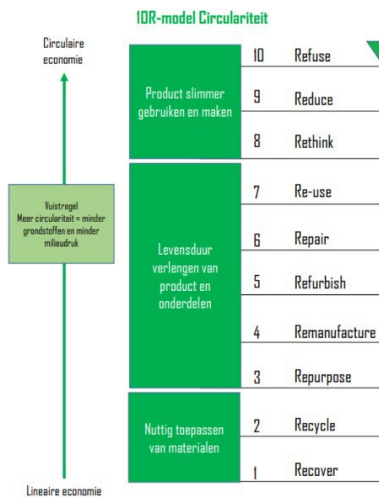 10R-model Circulariteit
Circulaire
economie
Vuistregel
Meer circulariteit = minder
grondstoffen en minder
milieudruk
Lineaire economie
Product slimmer
gebruiken en maken
10 Refuse
9 Reduce
8 Rethink
Levensduur
verlengen van
product en
onderdelen
7 Re-use
6 Repair
5 Refurbish
4 Remanufacture
3 Repurpose
Nuttig toepassen
van materialen
2 Recycle
1 Recover